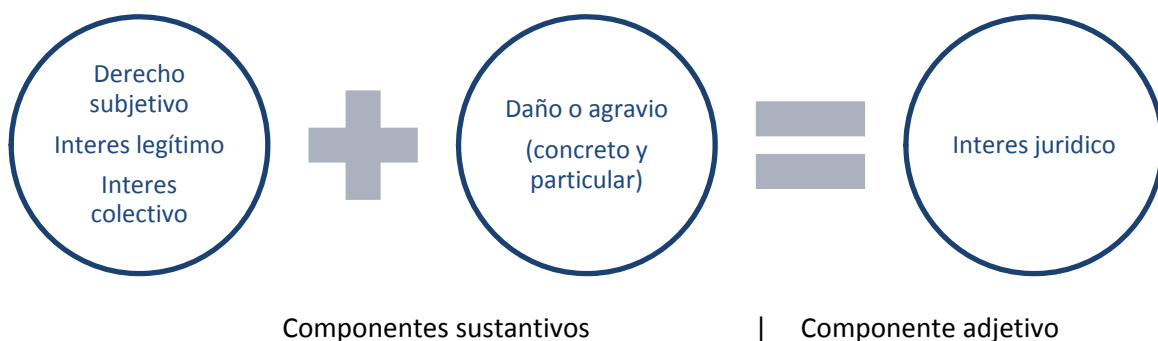 Derecho
subjetivo
Interes legítimo
Interes
colectivo
Daño o agravio
(concreto y
particular)
Interes juridico
Componentes sustantivos | Componente adjetivo